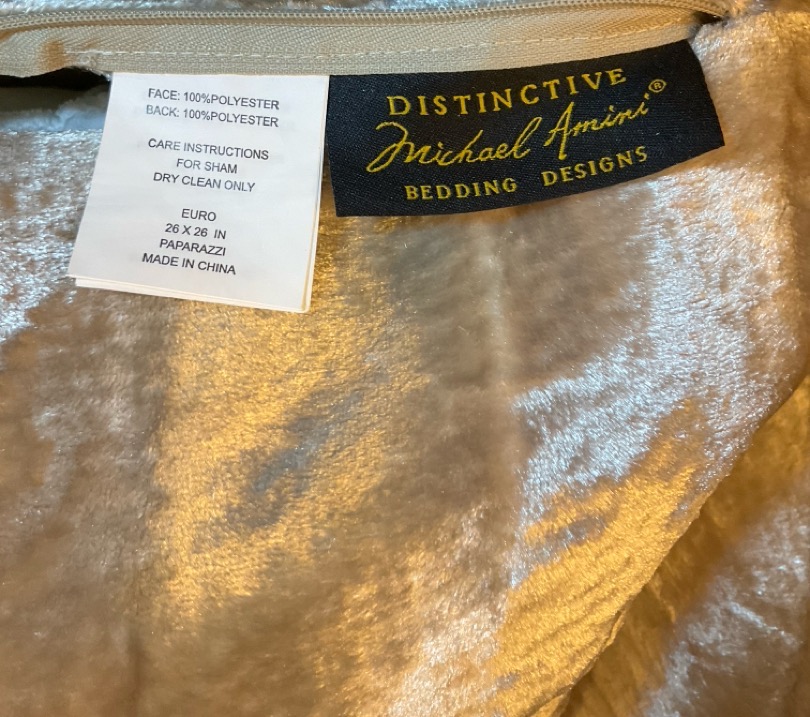 FACE: 100%POLYESTER
BACK: 100%POLYESTER
CARE INSTRUCTIONS
FOR SHAM
DRY CLEAN ONLY
EURO
26 X 26 IN
PAPARAZZI
MADE IN CHINA
DISTINCTIVE
Michael Amini®
BEDDING DESIGNS